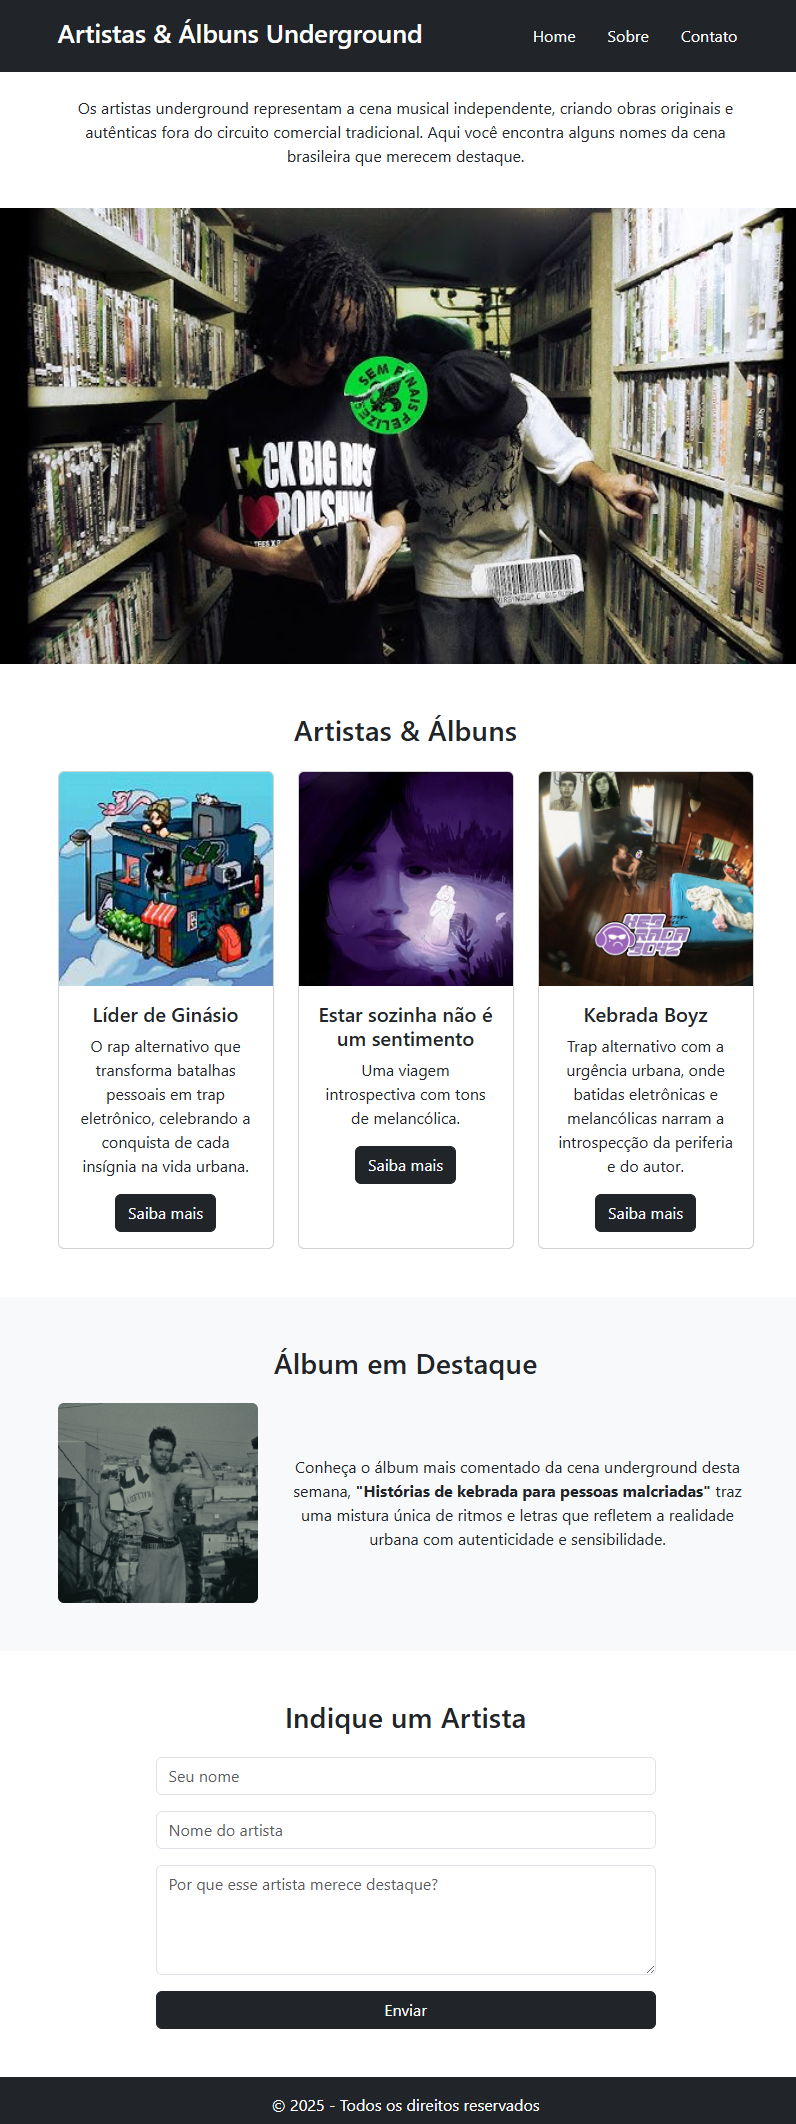 Artistas & Álbuns Underground
Home Sobre Contato
Os artistas underground representam a cena musical independente, criando obras originais e
autênticas fora do circuito comercial tradicional. Aqui você encontra alguns nomes da cena
brasileira que merecem destaque.
SEM FINAIS FELIZES
F★CK BIG BUS
ROUSHIN
Artistas & Álbuns
KEB
RADA
BOYZ
Líder de Ginásio
O rap alternativo que
transforma batalhas
pessoais em trap
eletrônico, celebrando a
conquista de cada
insígnia na vida urbana.
Saiba mais
Estar sozinha não é
um sentimento
Uma viagem
introspectiva com tons
de melancólica.
Saiba mais
Kebrada Boyz
Trap alternativo com a
urgência urbana, onde
batidas eletrônicas e
melancólicas narram a
introspecção da periferia
e do autor.
Saiba mais
Álbum em Destaque
Conheça o álbum mais comentado da cena underground desta
semana, "Histórias de kebrada para pessoas malcriadas" traz
uma mistura única de ritmos e letras que refletem a realidade
urbana com autenticidade e sensibilidade.
Indique um Artista
Seu nome
Nome do artista
Por que esse artista merece destaque?
Enviar
© 2025 - Todos os direitos reservados